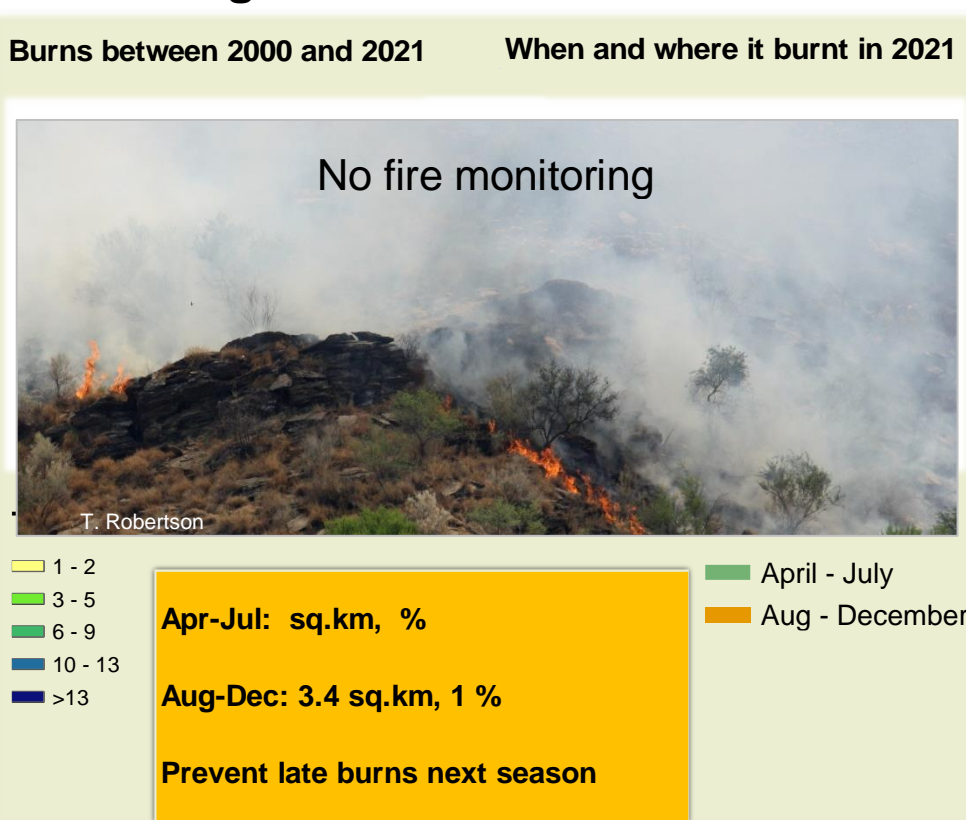 Burns between 2000 and 2021
When and where it burnt in 2021
No fire monitoring
T. Robertson
1 - 2
3 - 5
6 - 9
10 - 13
>13
Apr-Jul:  sq.km,  %
Aug-Dec: 3.4 sq.km, 1 %
Prevent late burns next season
April - July
Aug - December